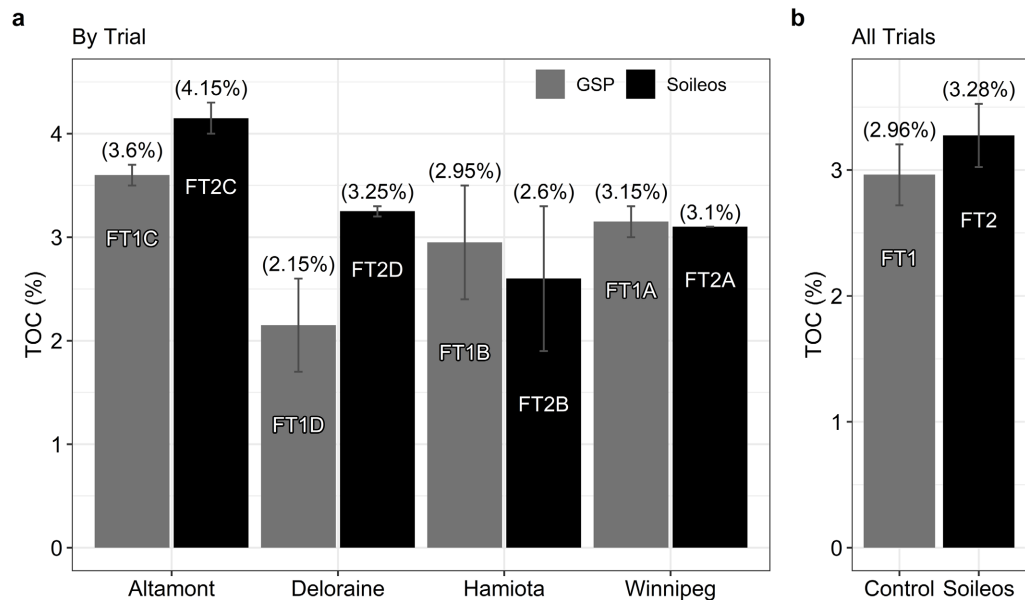 a
By Trial
GSP Soileos
TOC (%)
4
3
2
1
0
(3.6%)
(4.15%)
(2.15%)
(3.25%)
(2.95%)
(2.6%)
(3.15%)
(3.1%)
FT1C
FT2C
FT1D
FT2D
FT1B
FT2B
FT1A
FT2A
Altamont Deloraine Hamiota Winnipeg
b
All Trials
TOC (%)
3
2
1
0
(2.96%)
(3.28%)
FT1
FT2
Control Soileos